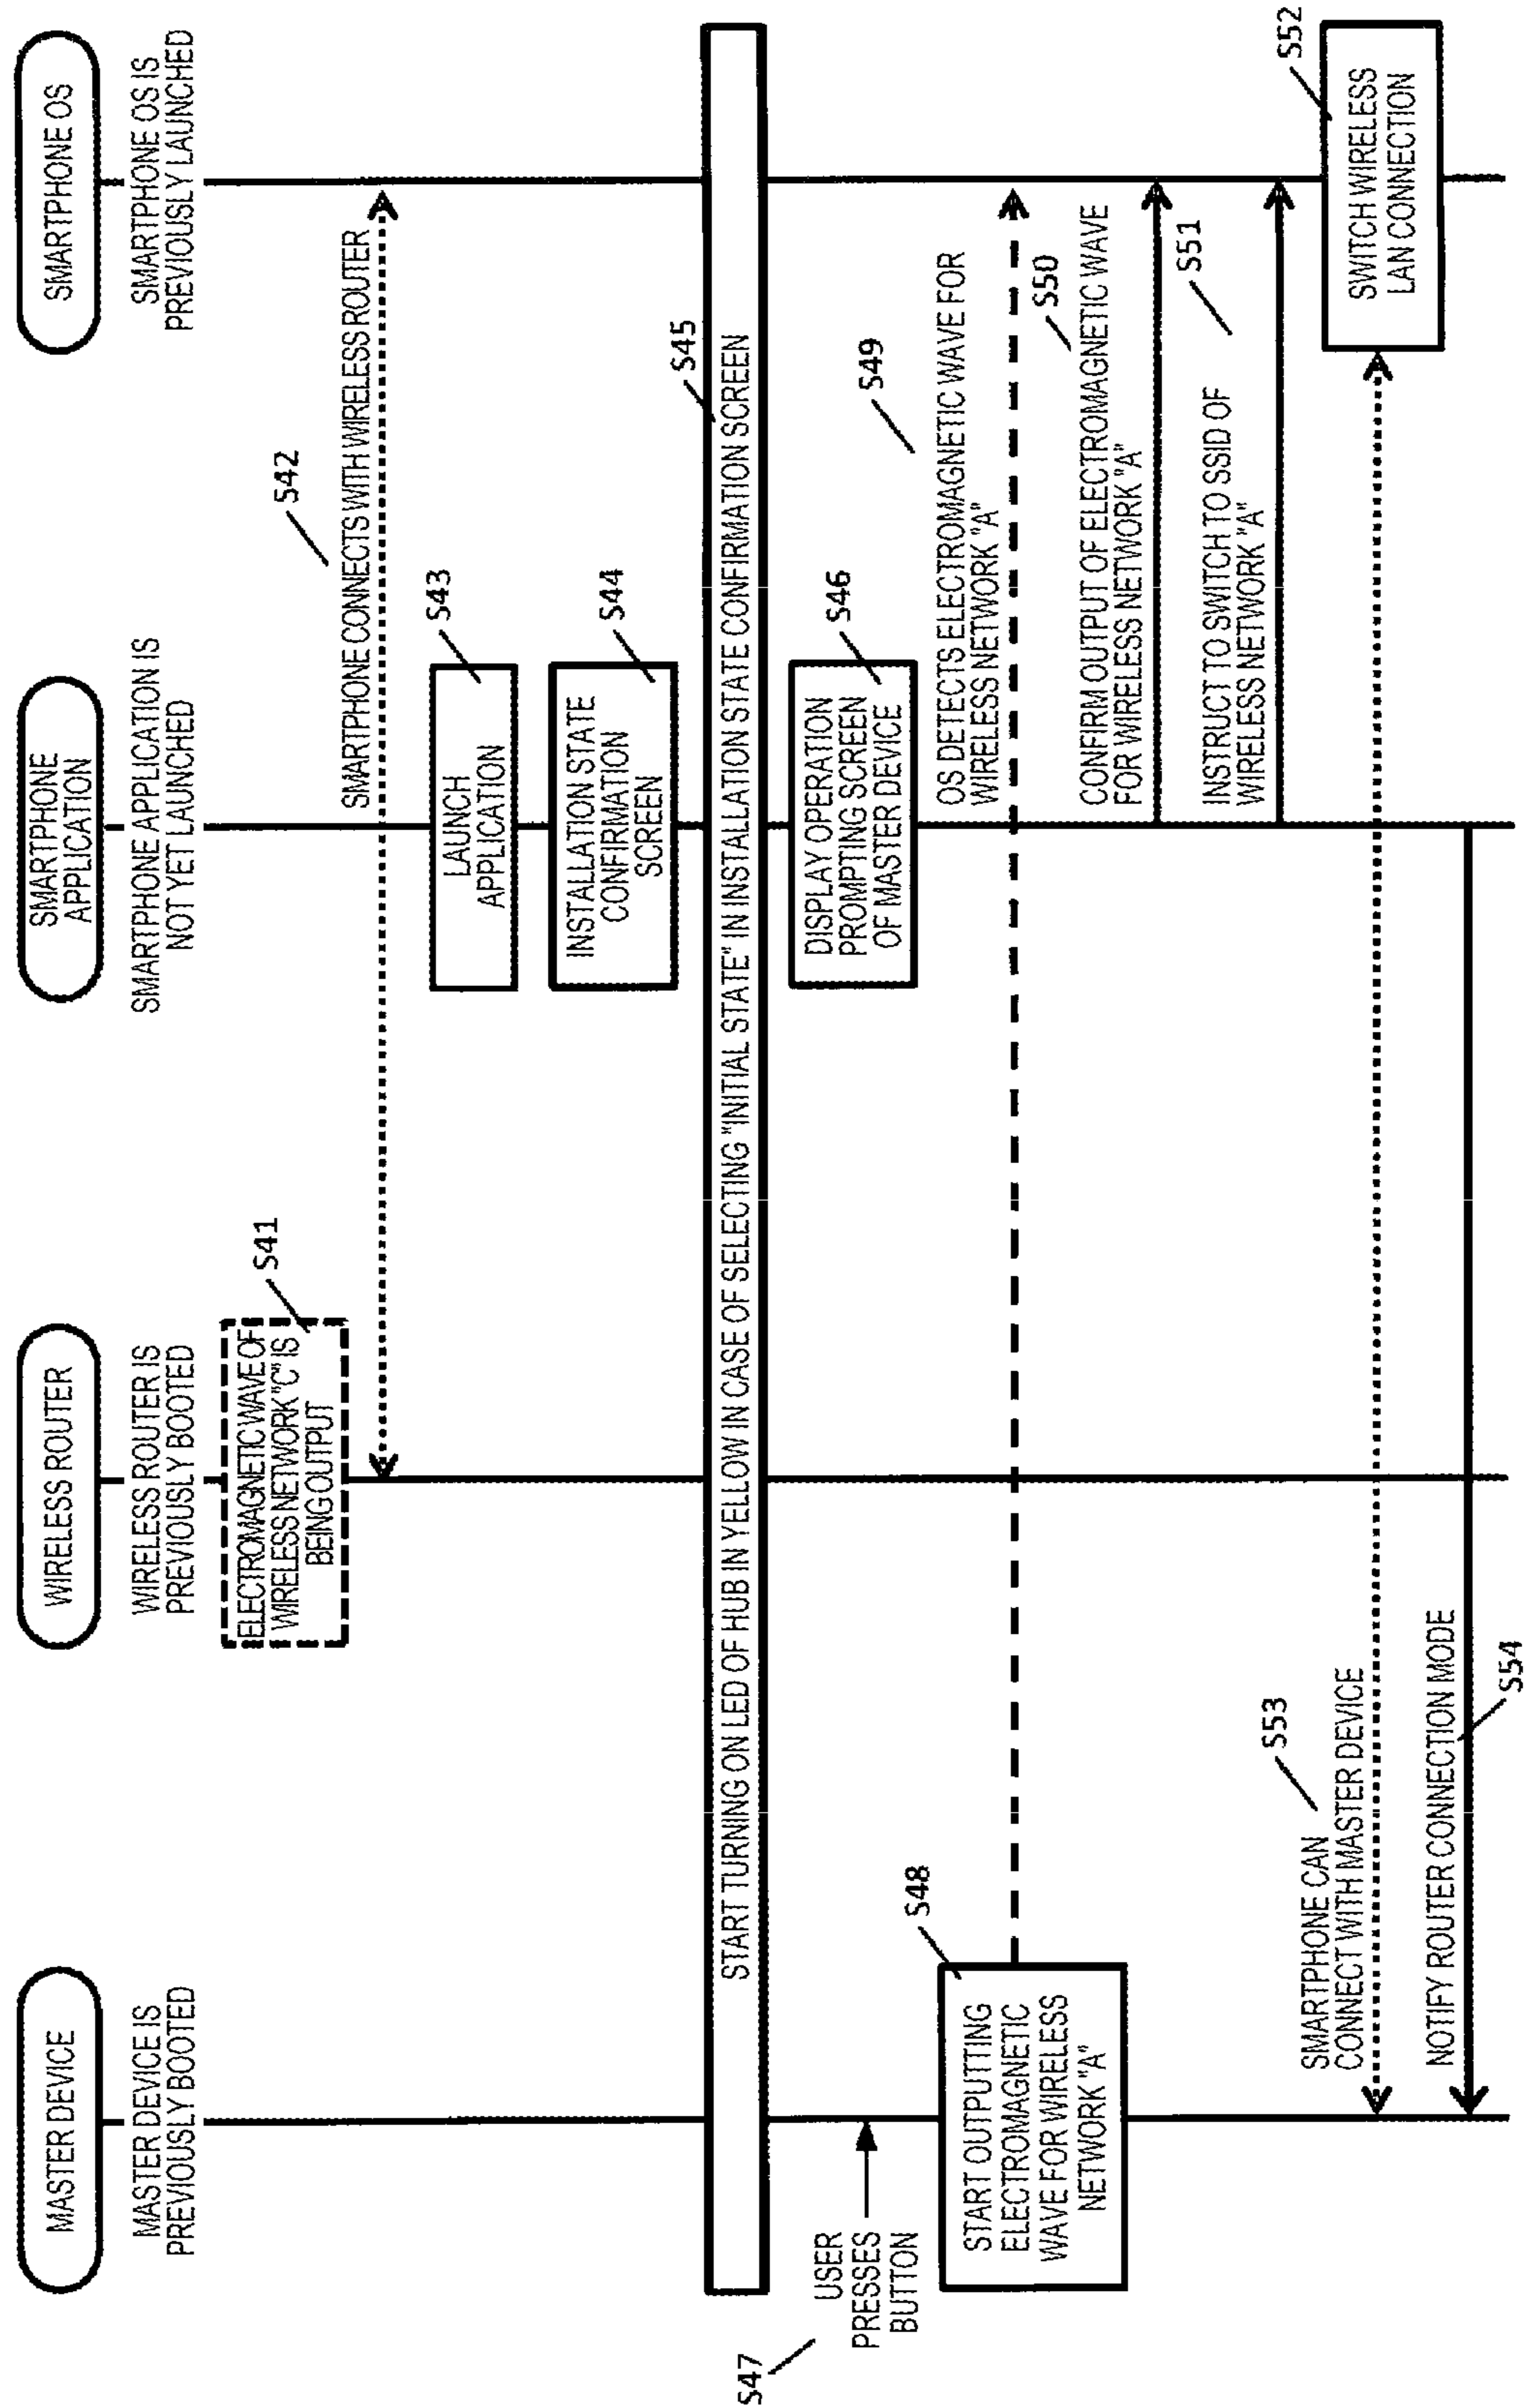 MASTER DEVICE
WIRELESS ROUTER
SMARTPHONE
APPLICATION
SMARTPHONE OS
MASTER DEVICE IS
PREVIOUSLY BOOTED
WIRELESS ROUTER IS
PREVIOUSLY BOOTED
SMARTPHONE APPLICATION IS
NOT YET LAUNCHED
SMARTPHONE OS IS
PREVIOUSLY LAUNCHED
S41
ELECTROMAGNETIC WAVE OF
WIRELESS NETWORK "C" IS
BEING OUTPUT
S42
SMARTPHONE CONNECTS WITH WIRELESS ROUTER
S43
LAUNCH
APPLICATION
S44
INSTALLATION STATE
CONFIRMATION
SCREEN
S45
START TURNING ON LED OF HUB IN YELLOW IN CASE OF SELECTING "INITIAL STATE" IN INSTALLATION STATE CONFIRMATION SCREEN
S46
DISPLAY OPERATION
PROMPTING SCREEN
OF MASTER DEVICE
S47
USER
PRESSES
BUTTON
S48
START OUTPUTTING
ELECTROMAGNETIC
WAVE FOR WIRELESS
NETWORK "A"
S49
OS DETECTS ELECTROMAGNETIC WAVE FOR
WIRELESS NETWORK "A"
S50
CONFIRM OUTPUT OF ELECTROMAGNETIC WAVE
FOR WIRELESS NETWORK "A"
S51
INSTRUCT TO SWITCH TO SSID OF
WIRELESS NETWORK "A"
S52
SWITCH WIRELESS
LAN CONNECTION
S53
SMARTPHONE CAN
CONNECT WITH MASTER DEVICE
NOTIFY ROUTER CONNECTION MODE
S54